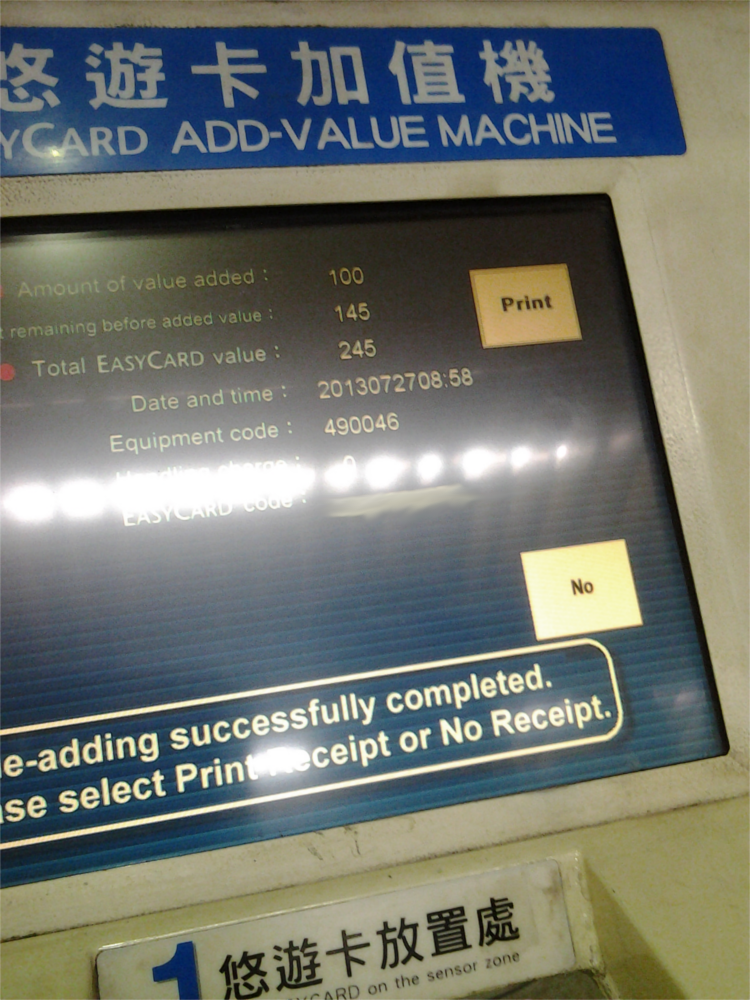 悠遊卡加值機
YCARD ADD-VALUE MACHINE
Amount of value added : 100
remaining before added value : 145
Total EASYCARD value : 245
Date and time : 2013072708:58
Equipment code : 490046
Handling charge : 0
EASYCARD code :
Print
No
e-adding successfully completed.
ase select Print Receipt or No Receipt.
1 悠遊卡放置處
YCARD on the sensor zone